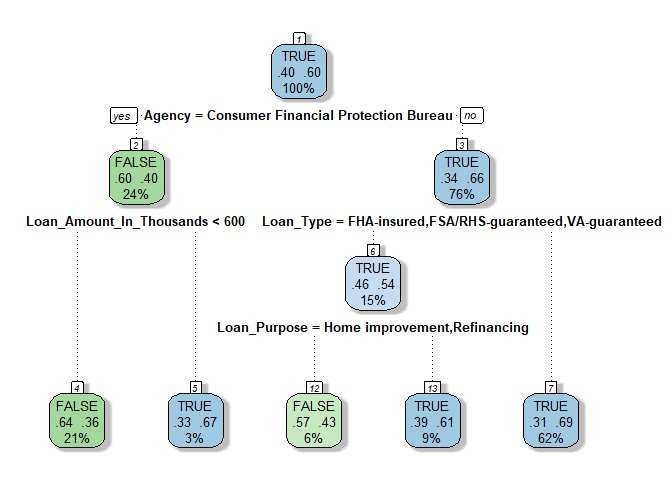 1
TRUE
.40 .60
100%
yes Agency = Consumer Financial Protection Bureau no
2
FALSE
.60 .40
24%
3
TRUE
.34 .66
76%
Loan_Amount_In_Thousands < 600
Loan_Type = FHA-insured,FSA/RHS-guaranteed,VA-guaranteed
6
TRUE
.46 .54
15%
Loan_Purpose = Home improvement,Refinancing
4
FALSE
.64 .36
21%
5
TRUE
.33 .67
3%
12
FALSE
.57 .43
6%
13
TRUE
.39 .61
9%
7
TRUE
.31 .69
62%